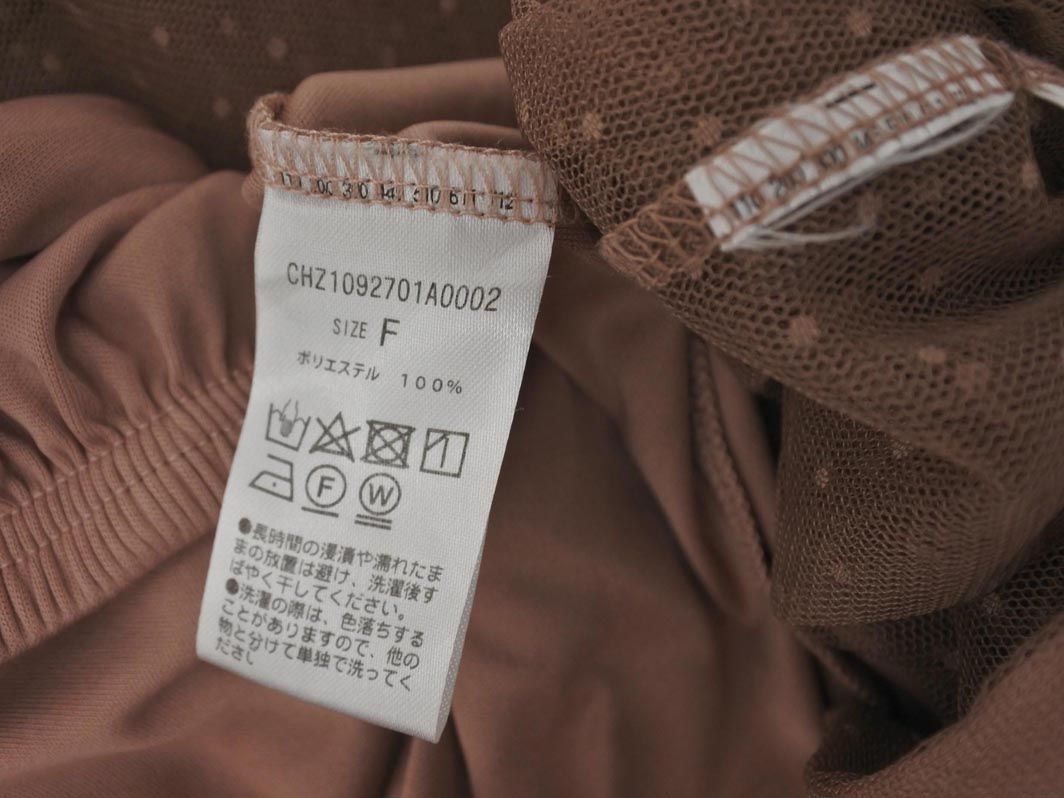 CHZ1092701A0002
SIZE F
ポリエステル 100%
F W
●長時間の浸漬や濡れたま
まの放置は避け、洗濯後す
ばやく干してください。
●洗濯の際は、色落ちする
ことがありますので、他の
物と分けて単独で洗ってく
ださい